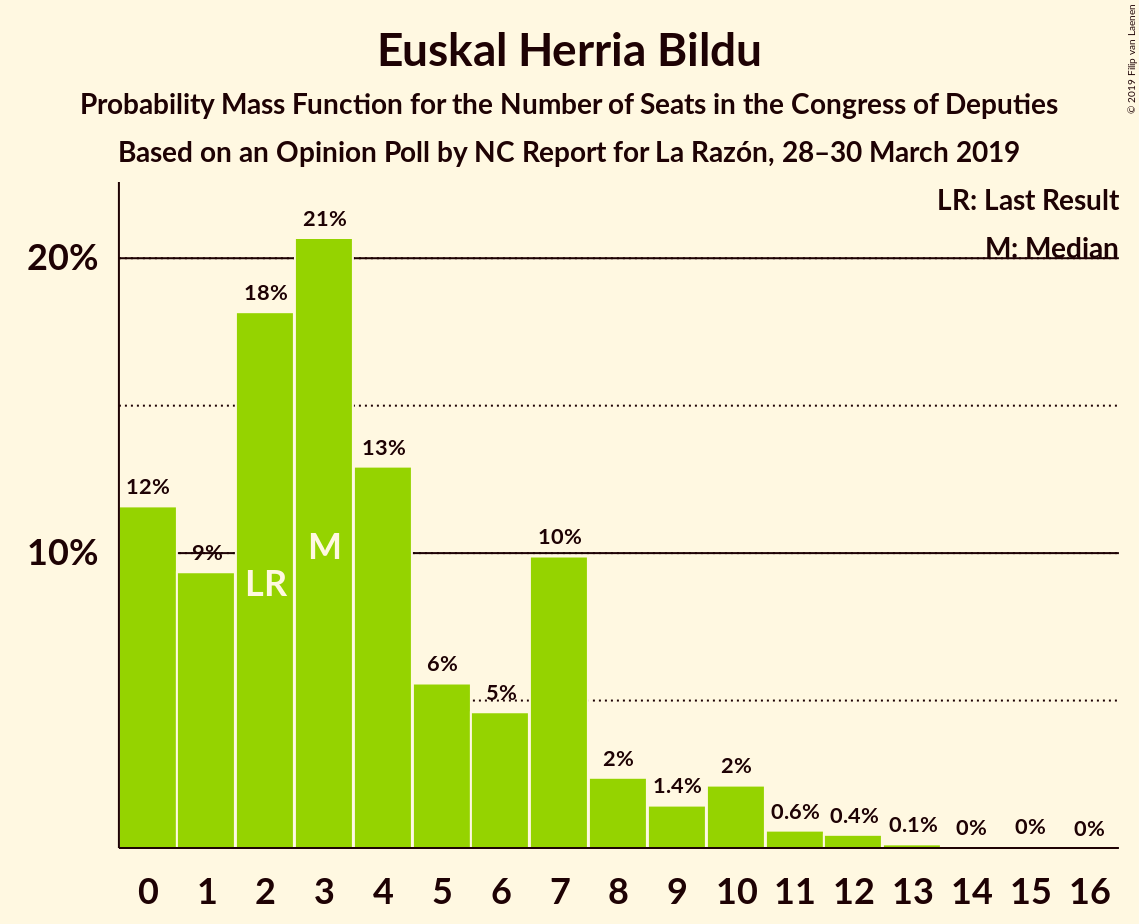 Euskal Herria Bildu
Probability Mass Function for the Number of Seats in the Congress of Deputies
Based on an Opinion Poll by NC Report for La Razón, 28–30 March 2019
© 2019 Filip van Laenen
LR: Last Result
M: Median
20%
10%
12%
9%
18%
21%
13%
6%
5%
10%
2%
1.4%
2%
0.6%
0.4%
0.1%
0%
0%
0%
LR
M
0 1 2 3 4 5 6 7 8 9 10 11 12 13 14 15 16